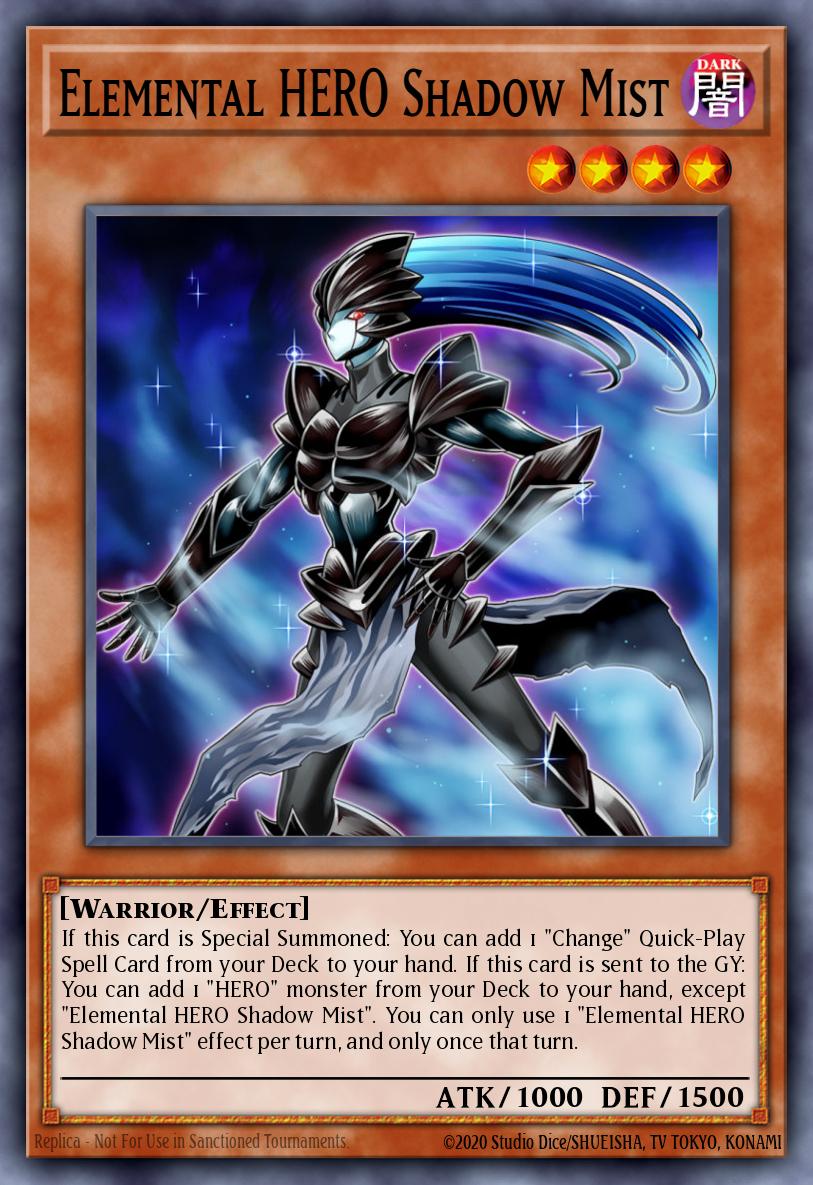 Elemental HERO Shadow Mist
DARK
闇
[Warrior/Effect]
If this card is Special Summoned: You can add 1 "Change" Quick-Play
Spell Card from your Deck to your hand. If this card is sent to the GY:
You can add 1 "HERO" monster from your Deck to your hand, except
"Elemental HERO Shadow Mist". You can only use 1 "Elemental HERO
Shadow Mist" effect per turn, and only once that turn.
ATK/1000 DEF/1500
Replica - Not For Use in Sanctioned Tournaments.
©2020 Studio Dice/SHUEISHA, TV TOKYO, KONAMI